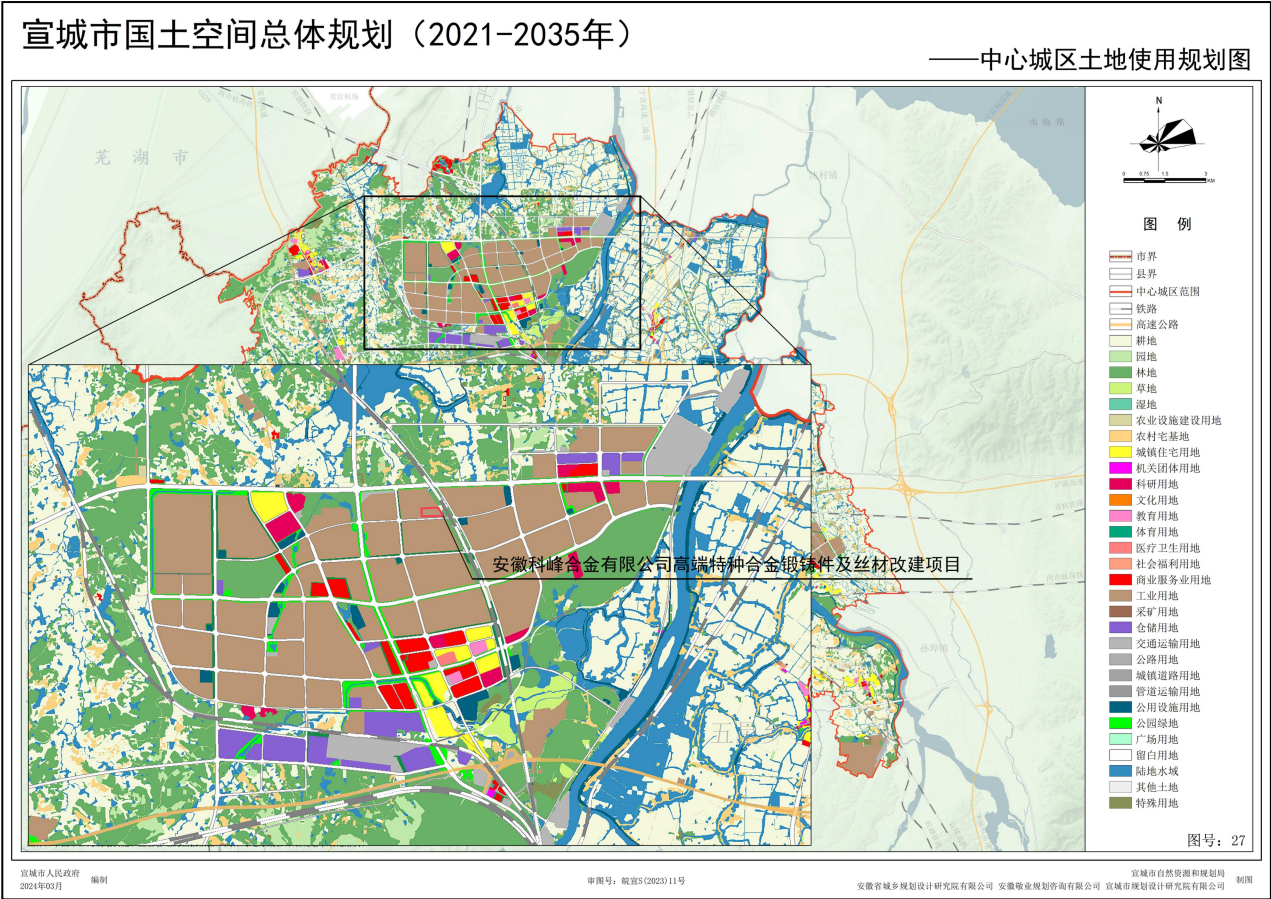 宣城市国土空间总体规划（2021-2035年）
——中心城区土地使用规划图
芜湖市
南漪湖
N
0 0.75 1.5 3
KM
图 例
市界
县界
中心城区范围
铁路
高速公路
耕地
园地
林地
草地
湿地
农业设施建设用地
农村宅基地
城镇住宅用地
机关团体用地
科研用地
文化用地
教育用地
体育用地
医疗卫生用地
社会福利用地
商业服务业用地
工业用地
采矿用地
仓储用地
交通运输用地
公路用地
城镇道路用地
管道运输用地
公用设施用地
公园绿地
广场用地
留白用地
陆地水域
其他土地
特殊用地
安徽科峰合金有限公司高端特种合金锻铸件及丝材改建项目
孙埠镇
图号：27
宣城市人民政府
2024年03月
编制
审图号：皖宣S(2023)11号
宣城市自然资源和规划局
安徽省城乡规划设计研究院有限公司 安徽敬业规划咨询有限公司 宣城市规划设计研究院有限公司
制图